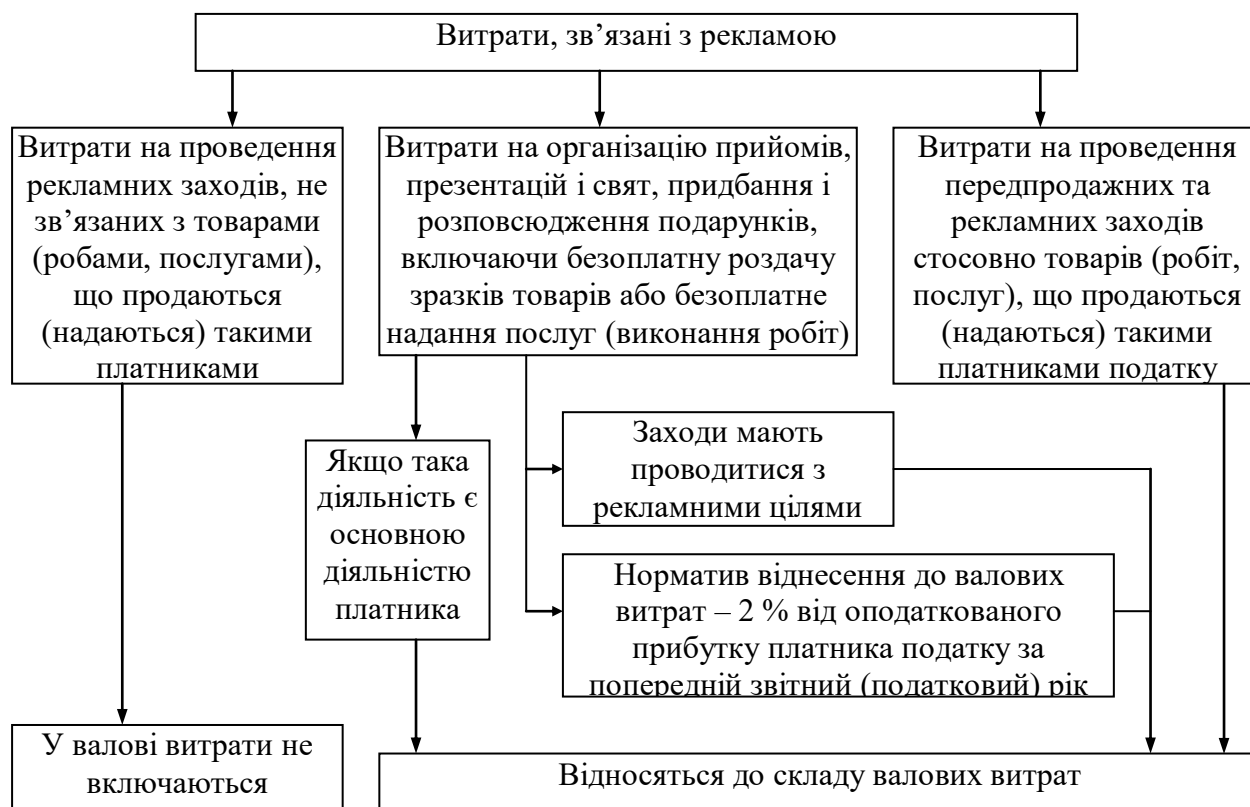 Витрати, зв’язані з рекламою
Витрати на проведення
рекламних заходів, не
зв’язаних з товарами
(робами, послугами),
що продаються
(надаються) такими
платниками
Витрати на організацію прийомів,
презентацій і свят, придбання і
розповсюдження подарунків,
включаючи безоплатну роздачу
зразків товарів або безоплатне
надання послуг (виконання робіт)
Витрати на проведення
передпродажних та
рекламних заходів
стосовно товарів (робіт,
послуг), що продаються
(надаються) такими
платниками податку
Якщо така
діяльність є
основною
діяльністю
платника
Заходи мають
проводитися з
рекламними цілями
Норматив віднесення до валових
витрат – 2 % від оподаткованого
прибутку платника податку за
попередній звітний (податковий) рік
У валові витрати не
включаються
Відносяться до складу валових витрат